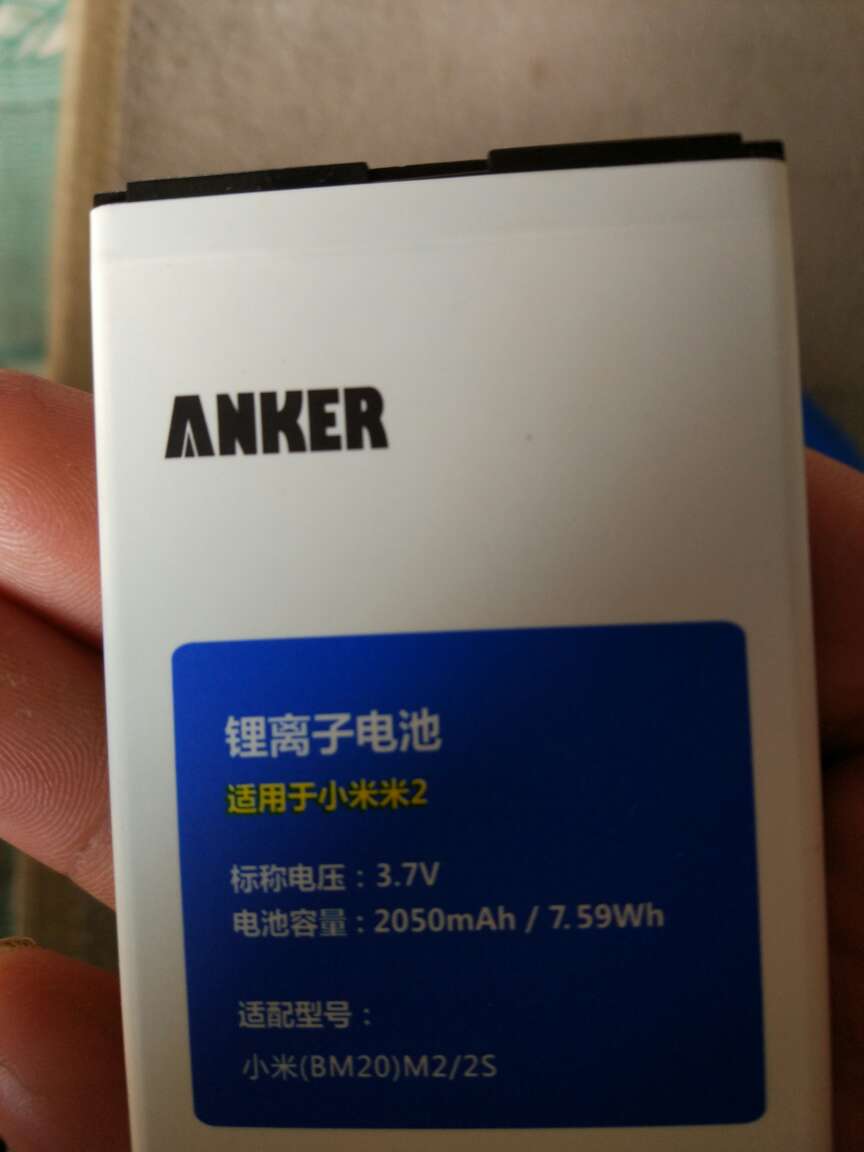 ANKER
锂离子电池
适用于小米米2
标称电压：3.7V
电池容量：2050mAh / 7.59Wh
适配型号：
小米(BM20)M2/2S